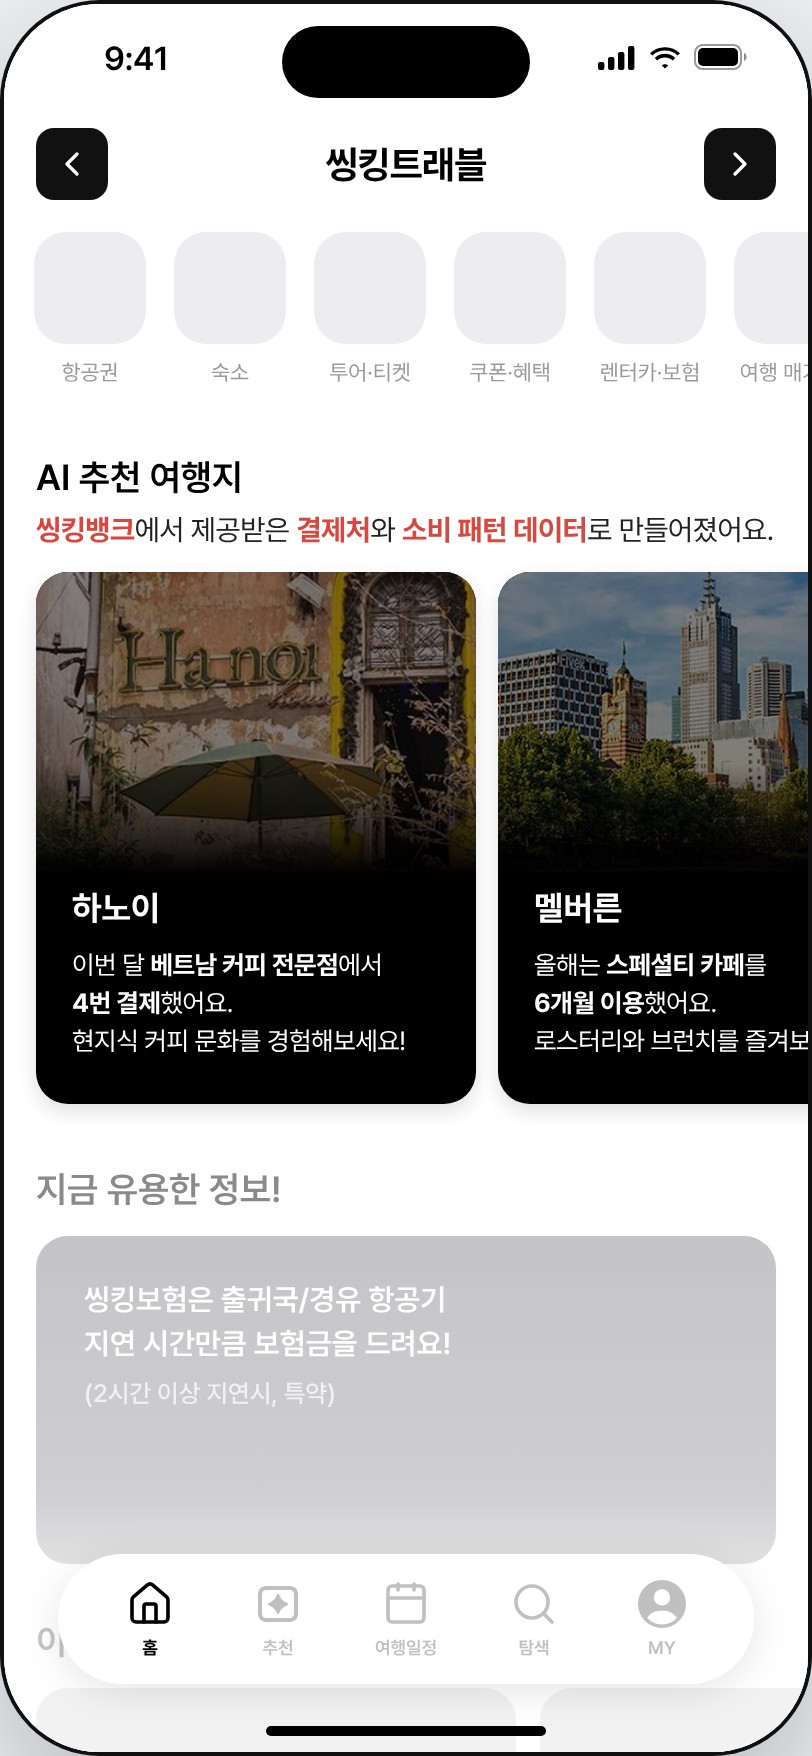 9:41
씽킹트래블
항공권 숙소 투어·티켓 쿠폰·혜택 렌터카·보험 여행
AI 추천 여행지
씽킹뱅크에서 제공받은 결제처와 소비 패턴 데이터로 만들어졌어요.
Hanoi
하노이
이번 달 베트남 커피 전문점에서
4번 결제했어요.
현지식 커피 문화를 경험해보세요!
멜버른
올해는 스페셜티 카페를
6개월 이용했어요.
로스터리와 브런치를
지금 유용한 정보!
씽킹보험은 출귀국/경유 항공기
지연 시간만큼 보험금을 드려요!
(2시간 이상 지연시, 특약)
홈 추천 여행일정 탐색 MY